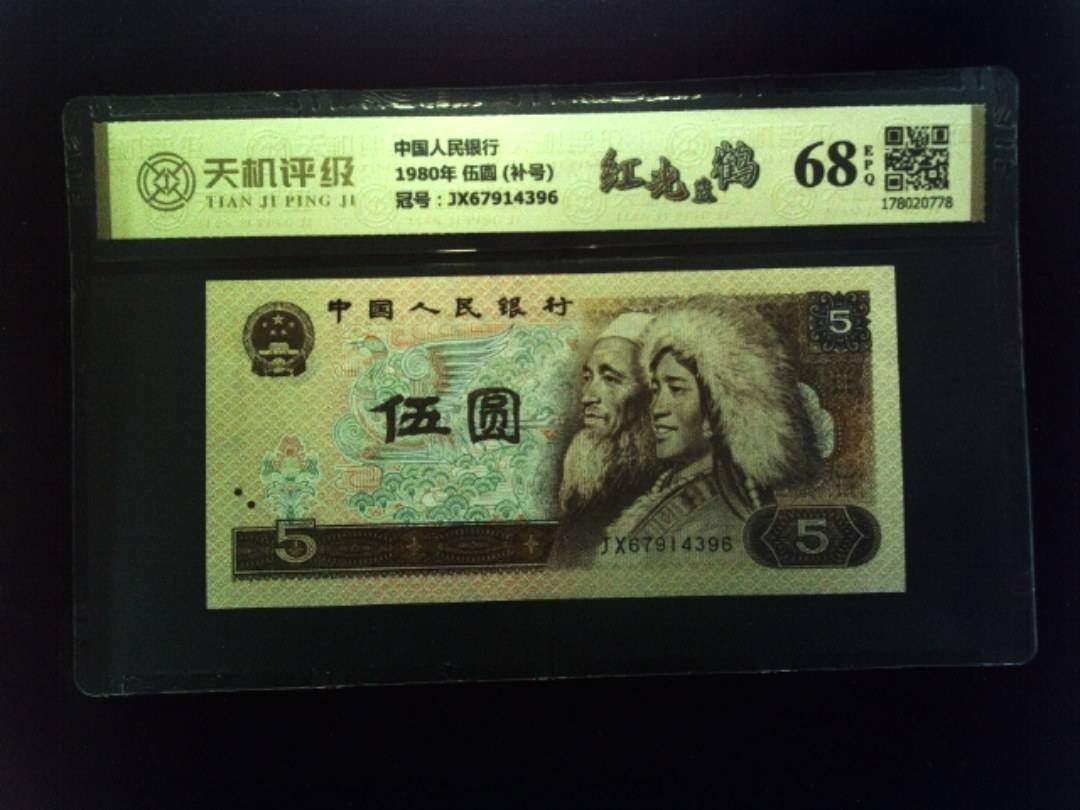 天机评级
TIAN JI PING JI
中国人民银行
1980年 伍圆 (补号)
冠号：JX67914396
红光蓝鹤
68
EPQ
178020778
中国人民银行
5
伍圆
5
JX67914396
5